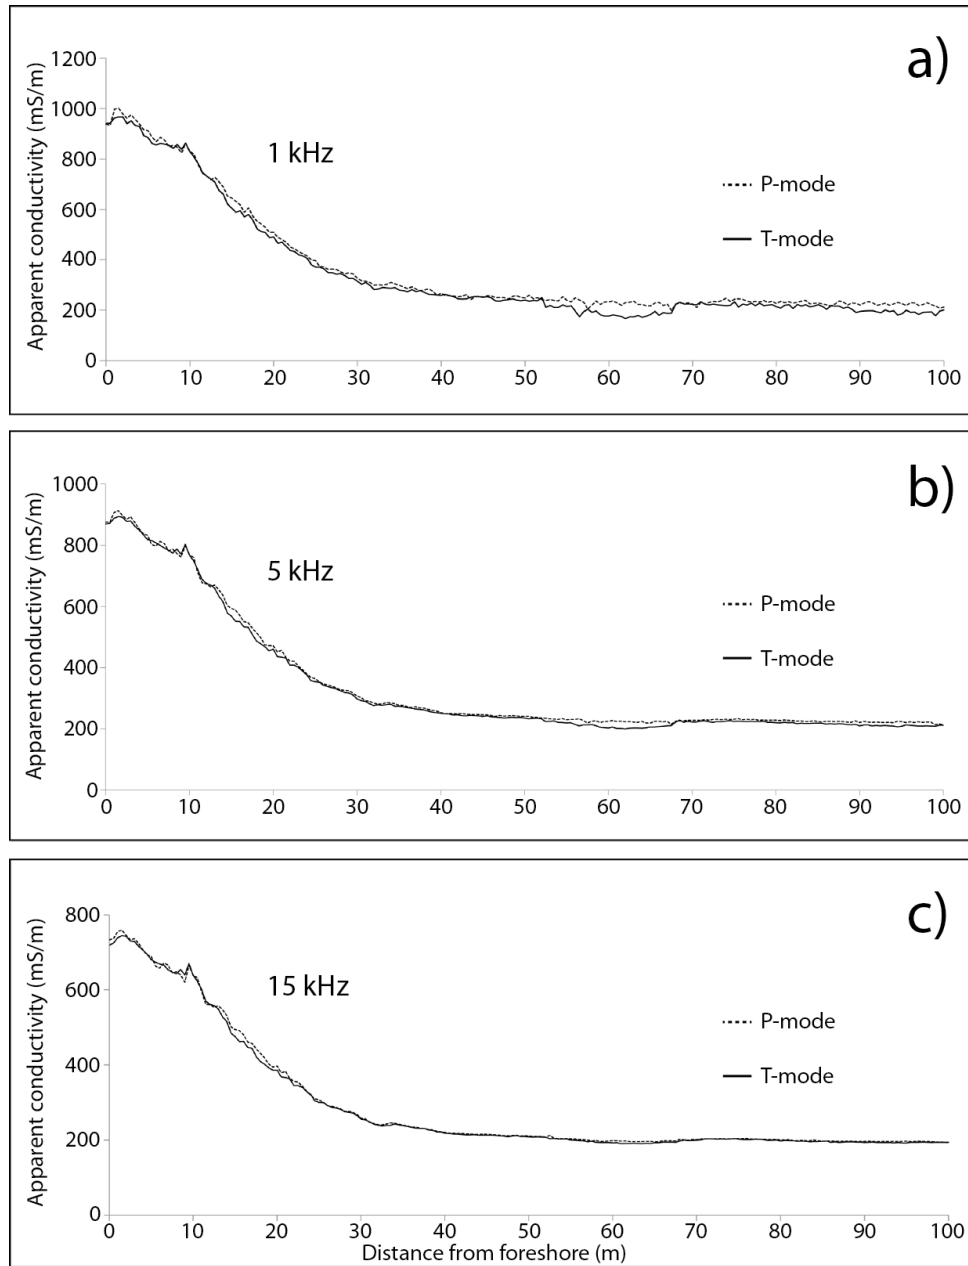 a)
Apparent conductivity (mS/m)
1200
1000
800
600
400
200
0
1 kHz
P-mode
T-mode
0 10 20 30 40 50 60 70 80 90 100
b)
Apparent conductivity (mS/m)
1000
800
600
400
200
0
5 kHz
P-mode
T-mode
0 10 20 30 40 50 60 70 80 90 100
c)
Apparent conductivity (mS/m)
800
600
400
200
0
15 kHz
P-mode
T-mode
0 10 20 30 40 50 60 70 80 90 100
Distance from foreshore (m)